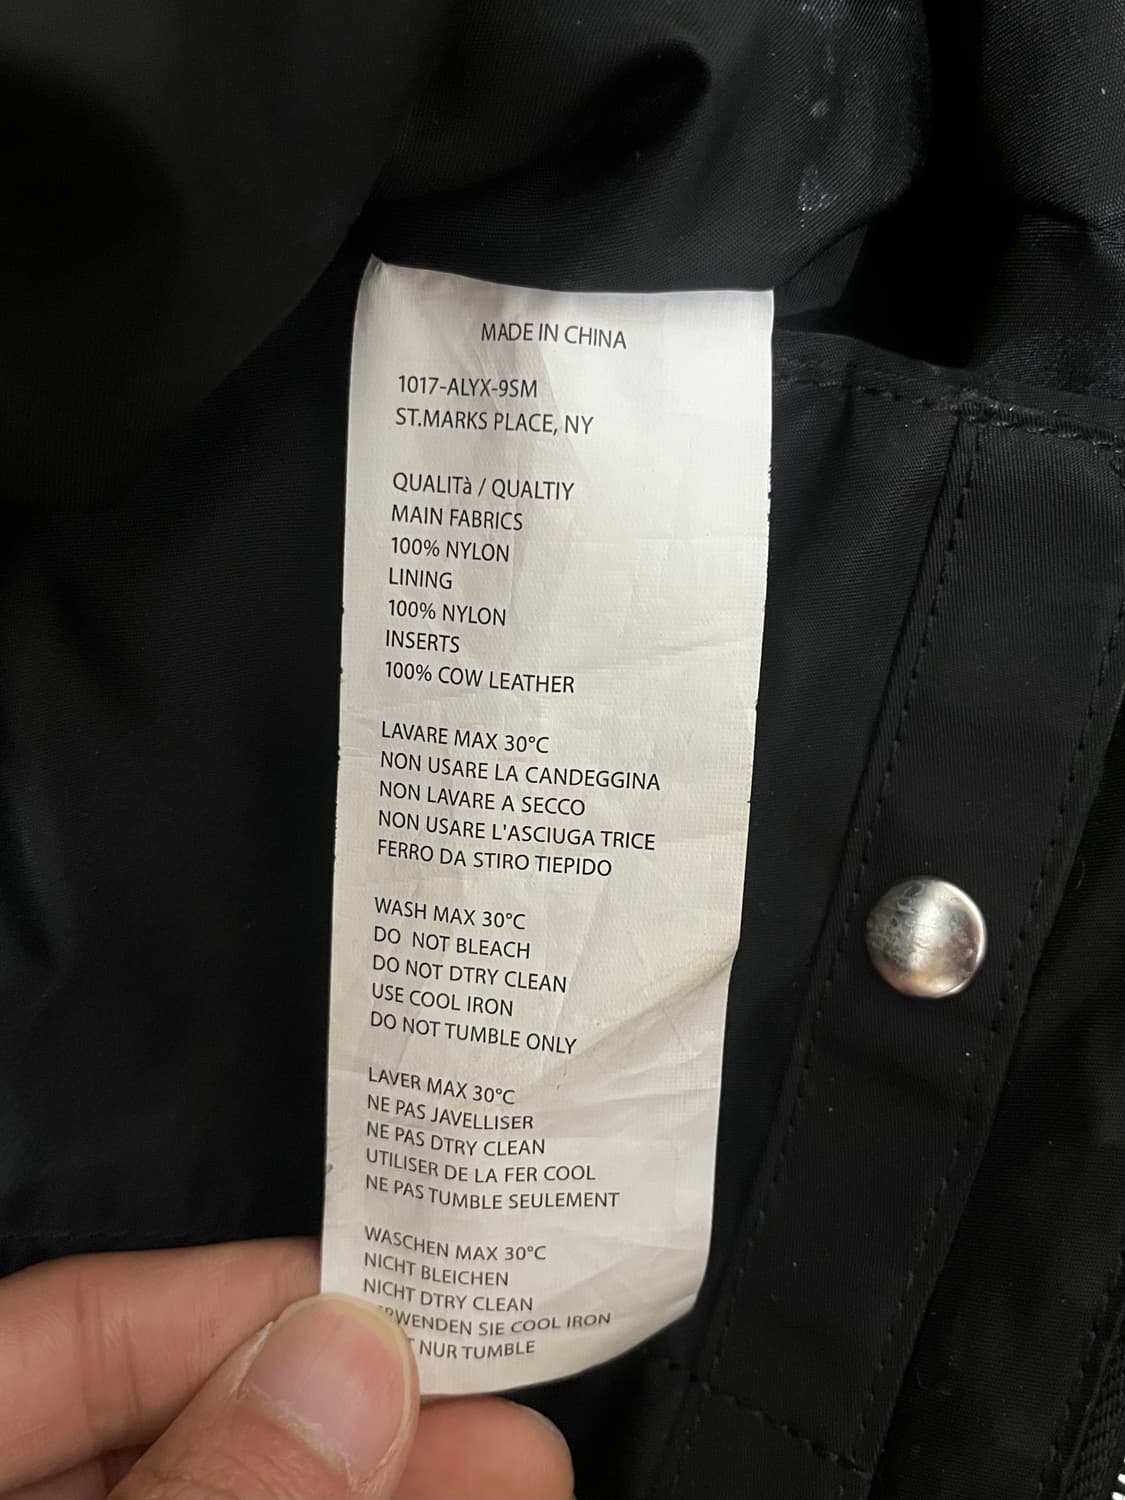 MADE IN CHINA
1017-ALYX-9SM
ST.MARKS PLACE, NY
QUALITà / QUALTIY
MAIN FABRICS
100% NYLON
LINING
100% NYLON
INSERTS
100% COW LEATHER
LAVARE MAX 30°C
NON USARE LA CANDEGGINA
NON LAVARE A SECCO
NON USARE L'ASCIUGA TRICE
FERRO DA STIRO TIEPIDO
WASH MAX 30°C
DO NOT BLEACH
DO NOT DTRY CLEAN
USE COOL IRON
DO NOT TUMBLE ONLY
LAVER MAX 30°C
NE PAS JAVELLISER
NE PAS DTRY CLEAN
UTILISER DE LA FER COOL
NE PAS TUMBLE SEULEMENT
WASCHEN MAX 30°C
NICHT BLEICHEN
NICHT DTRY CLEAN
SIE COOL IRON
NUR TUMBLE